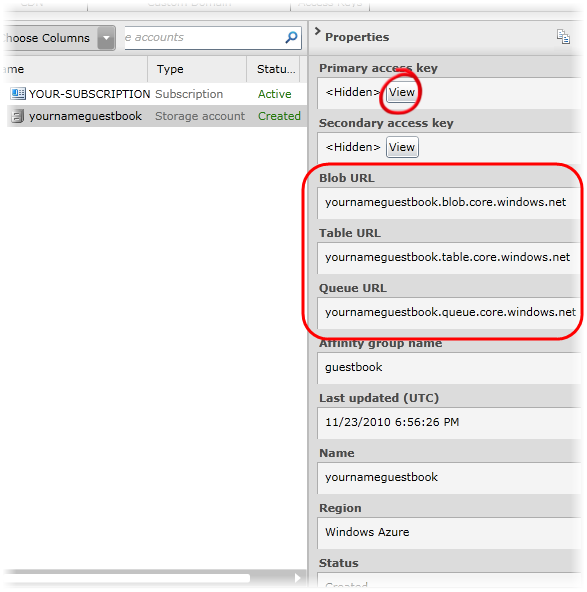 CDN Custom Domain Access Keys
hoose Columns e accounts
me Type Statu...
YOUR-SUBSCRIPTION Subscription Active
yournameguestbook Storage account Created
Properties
Primary access key
<Hidden> View
Secondary access key
<Hidden> View
Blob URL
yournameguestbook.blob.core.windows.net
Table URL
yournameguestbook.table.core.windows.net
Queue URL
yournameguestbook.queue.core.windows.net
Affinity group name
guestbook
Last updated (UTC)
11/23/2010 6:56:26 PM
Name
yournameguestbook
Region
Windows Azure
Status
Created